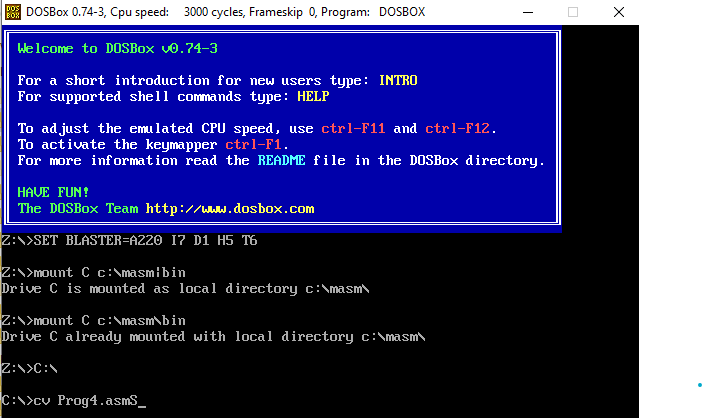 DOS
BOX
DOSBox 0.74-3, Cpu speed:    3000 cycles, Frameskip  0, Program:   DOSBOX
Welcome to DOSBox v0.74-3
For a short introduction for new users type: INTRO
For supported shell commands type: HELP
To adjust the emulated CPU speed, use ctrl-F11 and ctrl-F12.
To activate the keymapper ctrl-F1.
For more information read the README file in the DOSBox directory.
HAVE FUN!
The DOSBox Team http://www.dosbox.com
Z:\>SET BLASTER=A220 I7 D1 H5 T6
Z:\>mount C c:\masm|bin
Drive C is mounted as local directory c:\masm\
Z:\>mount C c:\masm\bin
Drive C already mounted with local directory c:\masm\
Z:\>C:\
C:\>cv Prog4.asmS_